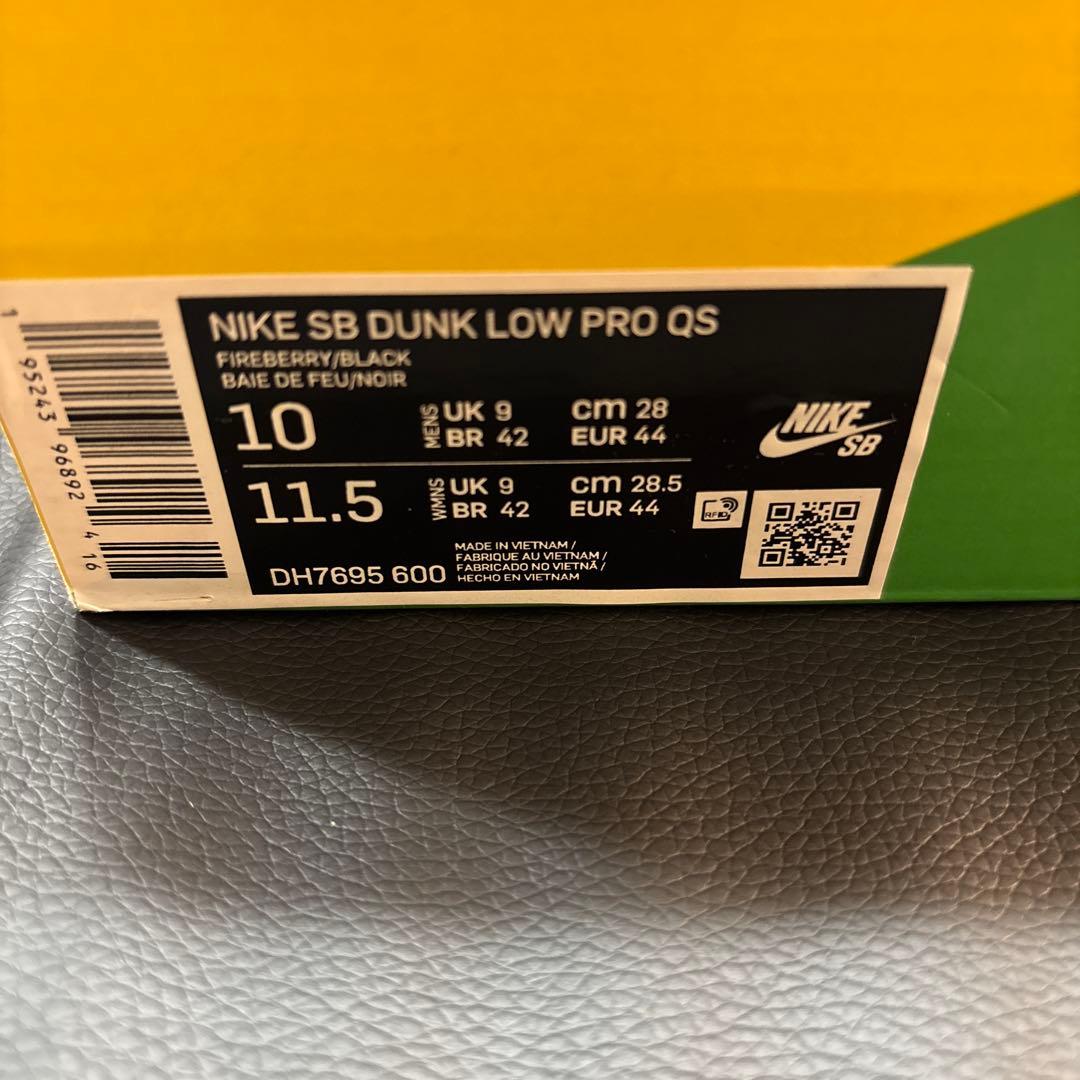 1 95243 96892 4 16
NIKE SB DUNK LOW PRO QS
FIREBERRY/BLACK
BAIE DE FEU/NOIR
10 MENS UK 9 cm 28
BR 42 EUR 44
11.5 WMNS UK 9 cm 28.5
BR 42 EUR 44
NIKE
SB
RFID
DH7695 600
MADE IN VIETNAM /
FABRIQUE AU VIETNAM /
FABRICADO NO VIETNÃ /
HECHO EN VIETNAM